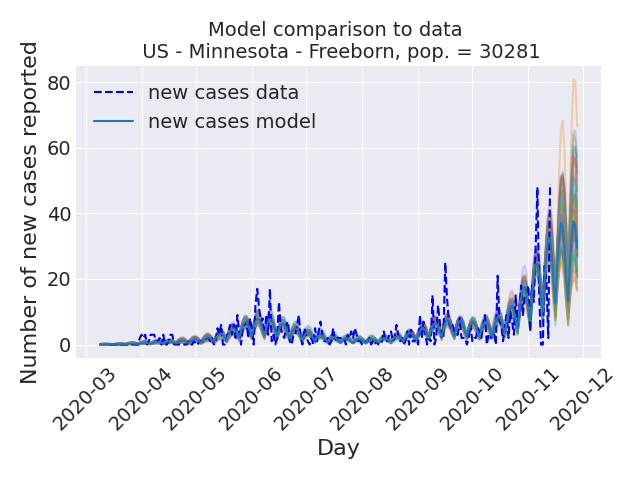 Model comparison to data
US - Minnesota - Freeborn, pop. = 30281
Number of new cases reported
80
60
40
20
0
new cases data
new cases model
2020-03
2020-04
2020-05
2020-06
2020-07
2020-08
2020-09
2020-10
2020-11
2020-12
Day